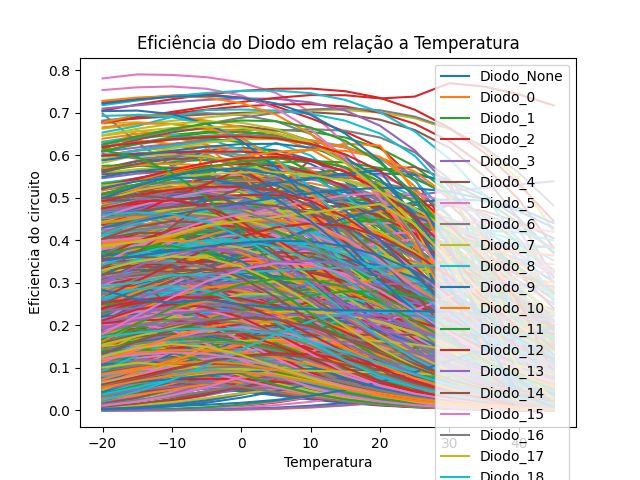 Eficiência do Diodo em relação a Temperatura
Eficiencia do circuito
0.8
0.7
0.6
0.5
0.4
0.3
0.2
0.1
0.0
−20
−10
0
10
20
30
40
Temperatura
Diodo_None
Diodo_0
Diodo_1
Diodo_2
Diodo_3
Diodo_4
Diodo_5
Diodo_6
Diodo_7
Diodo_8
Diodo_9
Diodo_10
Diodo_11
Diodo_12
Diodo_13
Diodo_14
Diodo_15
Diodo_16
Diodo_17
Diodo_18